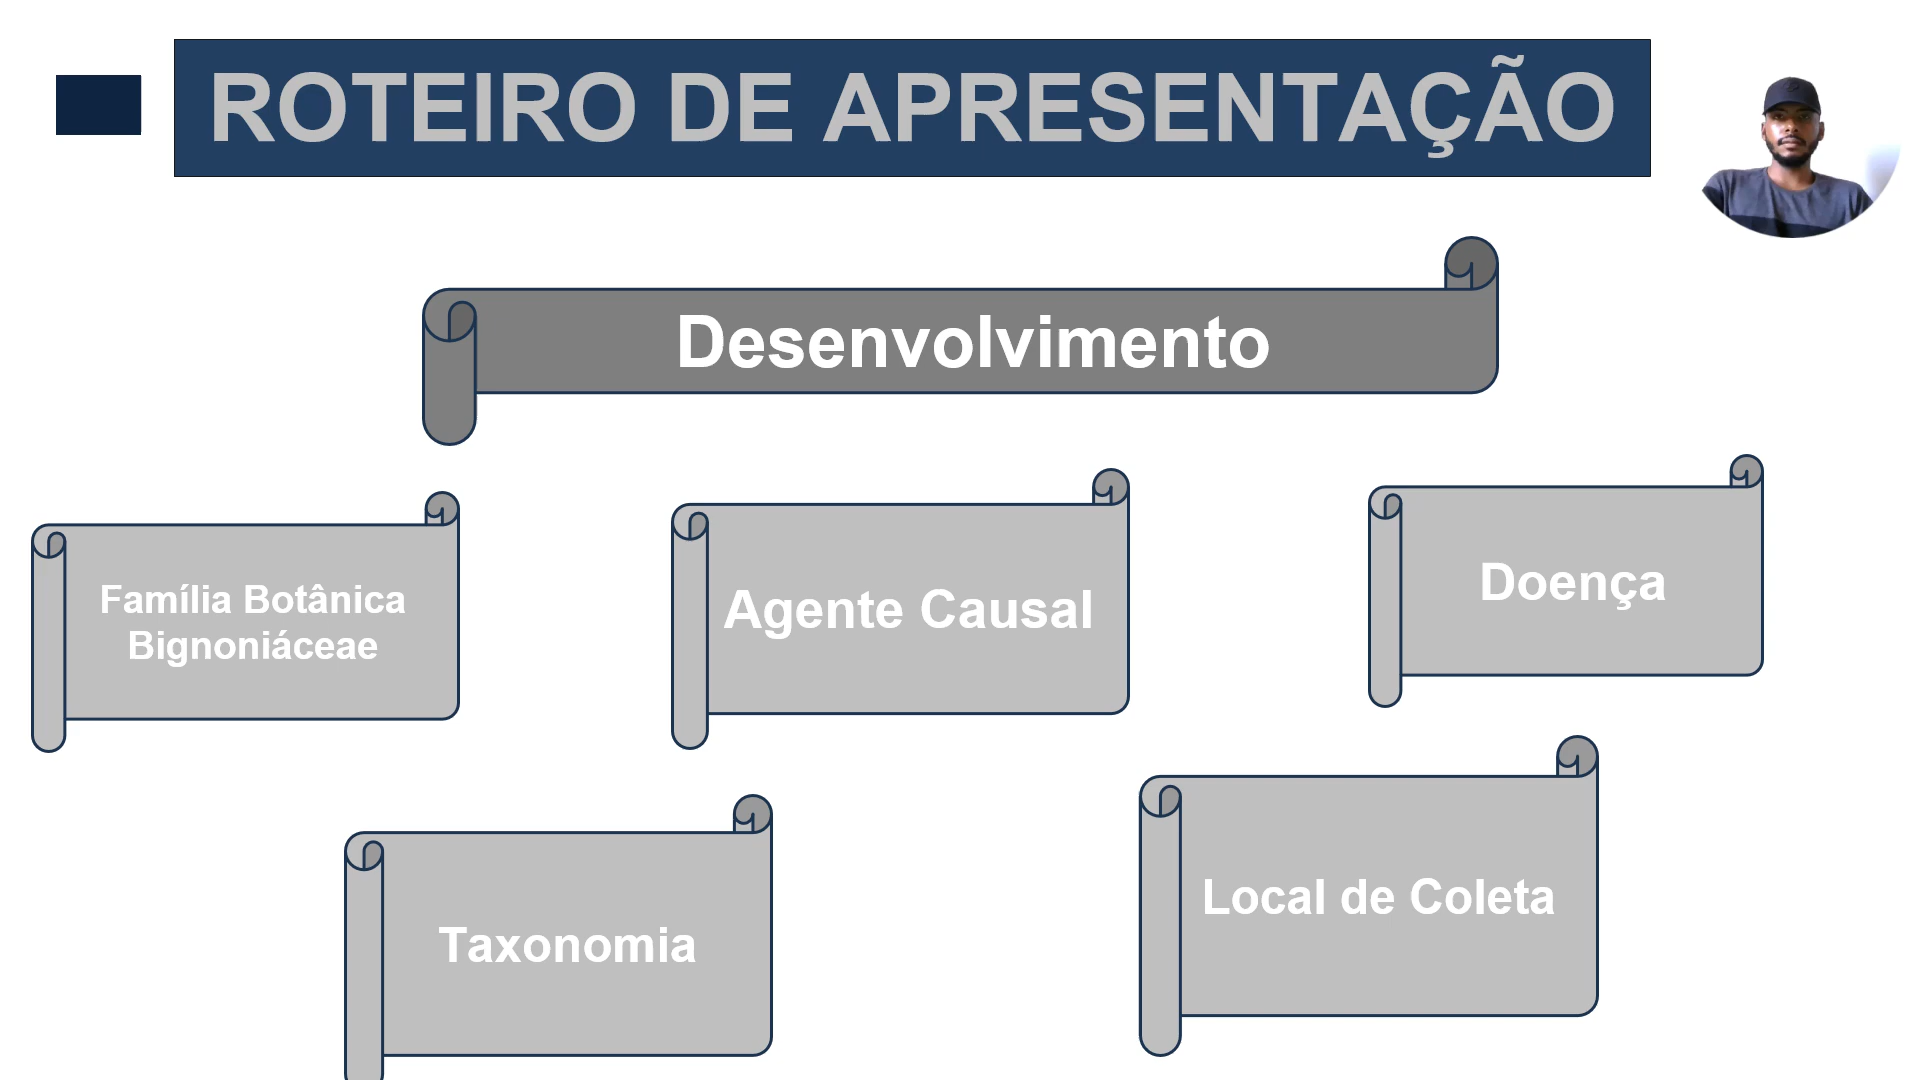 ROTEIRO DE APRESENTAÇÃO
Desenvolvimento
Família Botânica
Bignoniáceae
Agente Causal
Doença
Taxonomia
Local de Coleta